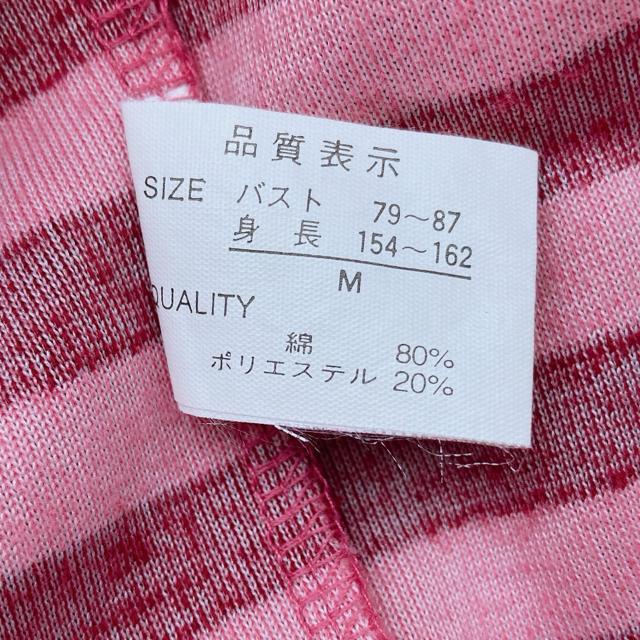 品質表示
SIZE バスト 79～87
身長 154～162
M
QUALITY
綿 80%
ポリエステル 20%